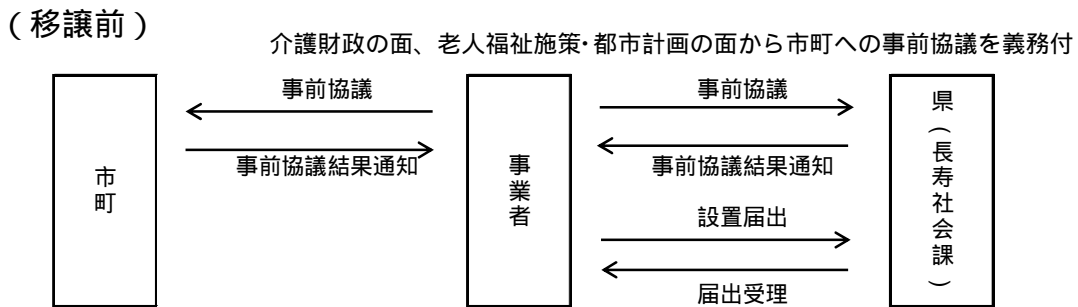 （移譲前）
介護財政の面、老人福祉施策・都市計画の面から市町への事前協議を義務付
事前協議
事前協議
事前協議結果通知
事前協議結果通知
設置届出
届出受理
市町
事業者
県（長寿社会課）